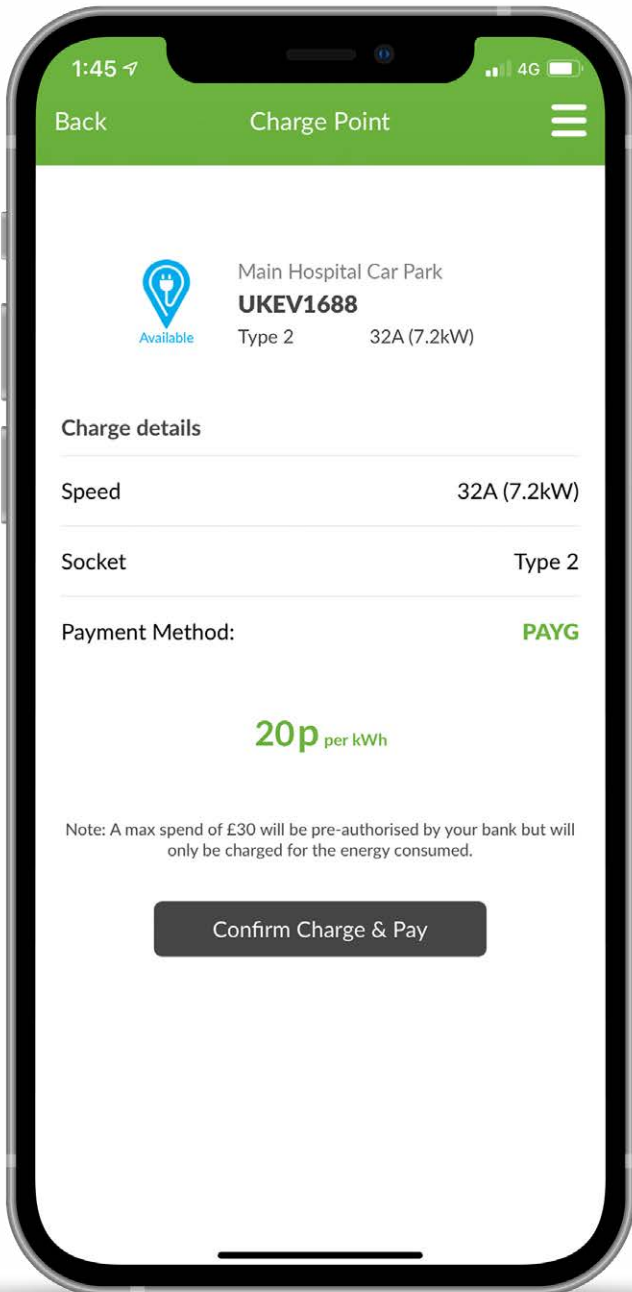 1:45
4G
Back
Charge Point
Main Hospital Car Park
UKEV1688
Available
Type 2 32A (7.2kW)
Charge details
Speed 32A (7.2kW)
Socket Type 2
Payment Method: PAYG
20p per kWh
Note: A max spend of £30 will be pre-authorised by your bank but will
only be charged for the energy consumed.
Confirm Charge & Pay